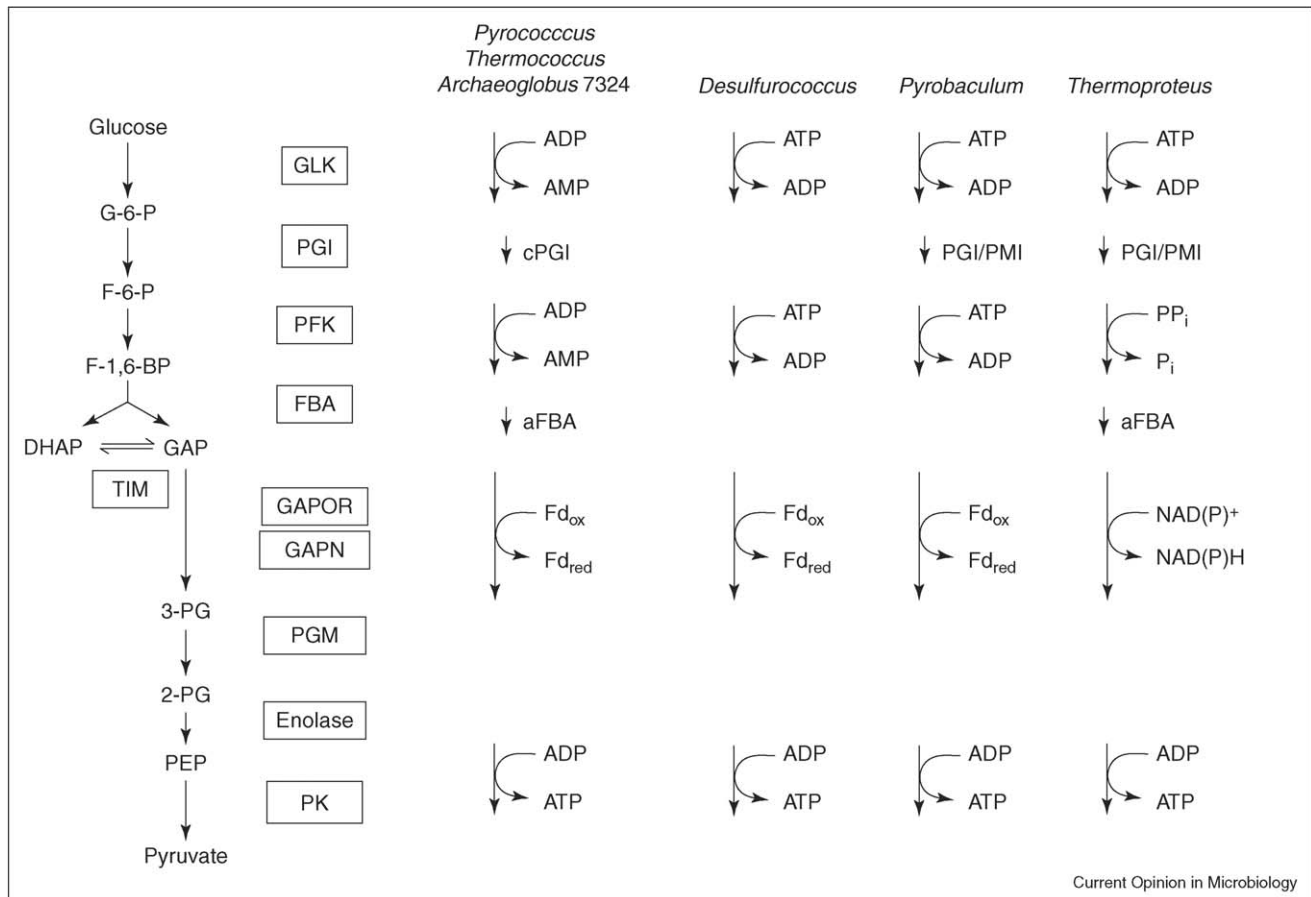 Pyrococccus
Thermococcus
Archaeoglobus 7324
Desulfurococcus
Pyrobaculum
Thermoproteus
Glucose
GLK
ADP
AMP
ATP
ADP
ATP
ADP
ATP
ADP
G-6-P
PGI
cPGI
PGI/PMI
PGI/PMI
F-6-P
PFK
ADP
AMP
ATP
ADP
ATP
ADP
PPi
Pi
F-1,6-BP
FBA
aFBA
aFBA
DHAP
GAP
TIM
GAPOR
GAPN
Fdox
Fdred
Fdox
Fdred
Fdox
Fdred
NAD(P)+
NAD(P)H
3-PG
PGM
2-PG
Enolase
PEP
PK
ADP
ATP
ADP
ATP
ADP
ATP
ADP
ATP
Pyruvate
Current Opinion in Microbiology